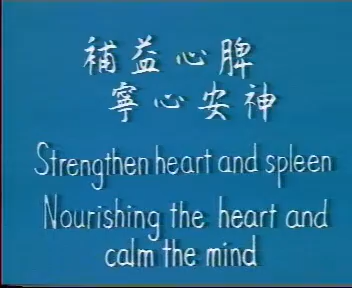 補益心脾
寧心安神
Strengthen heart and spleen
Nourishing the heart and
calm the mind